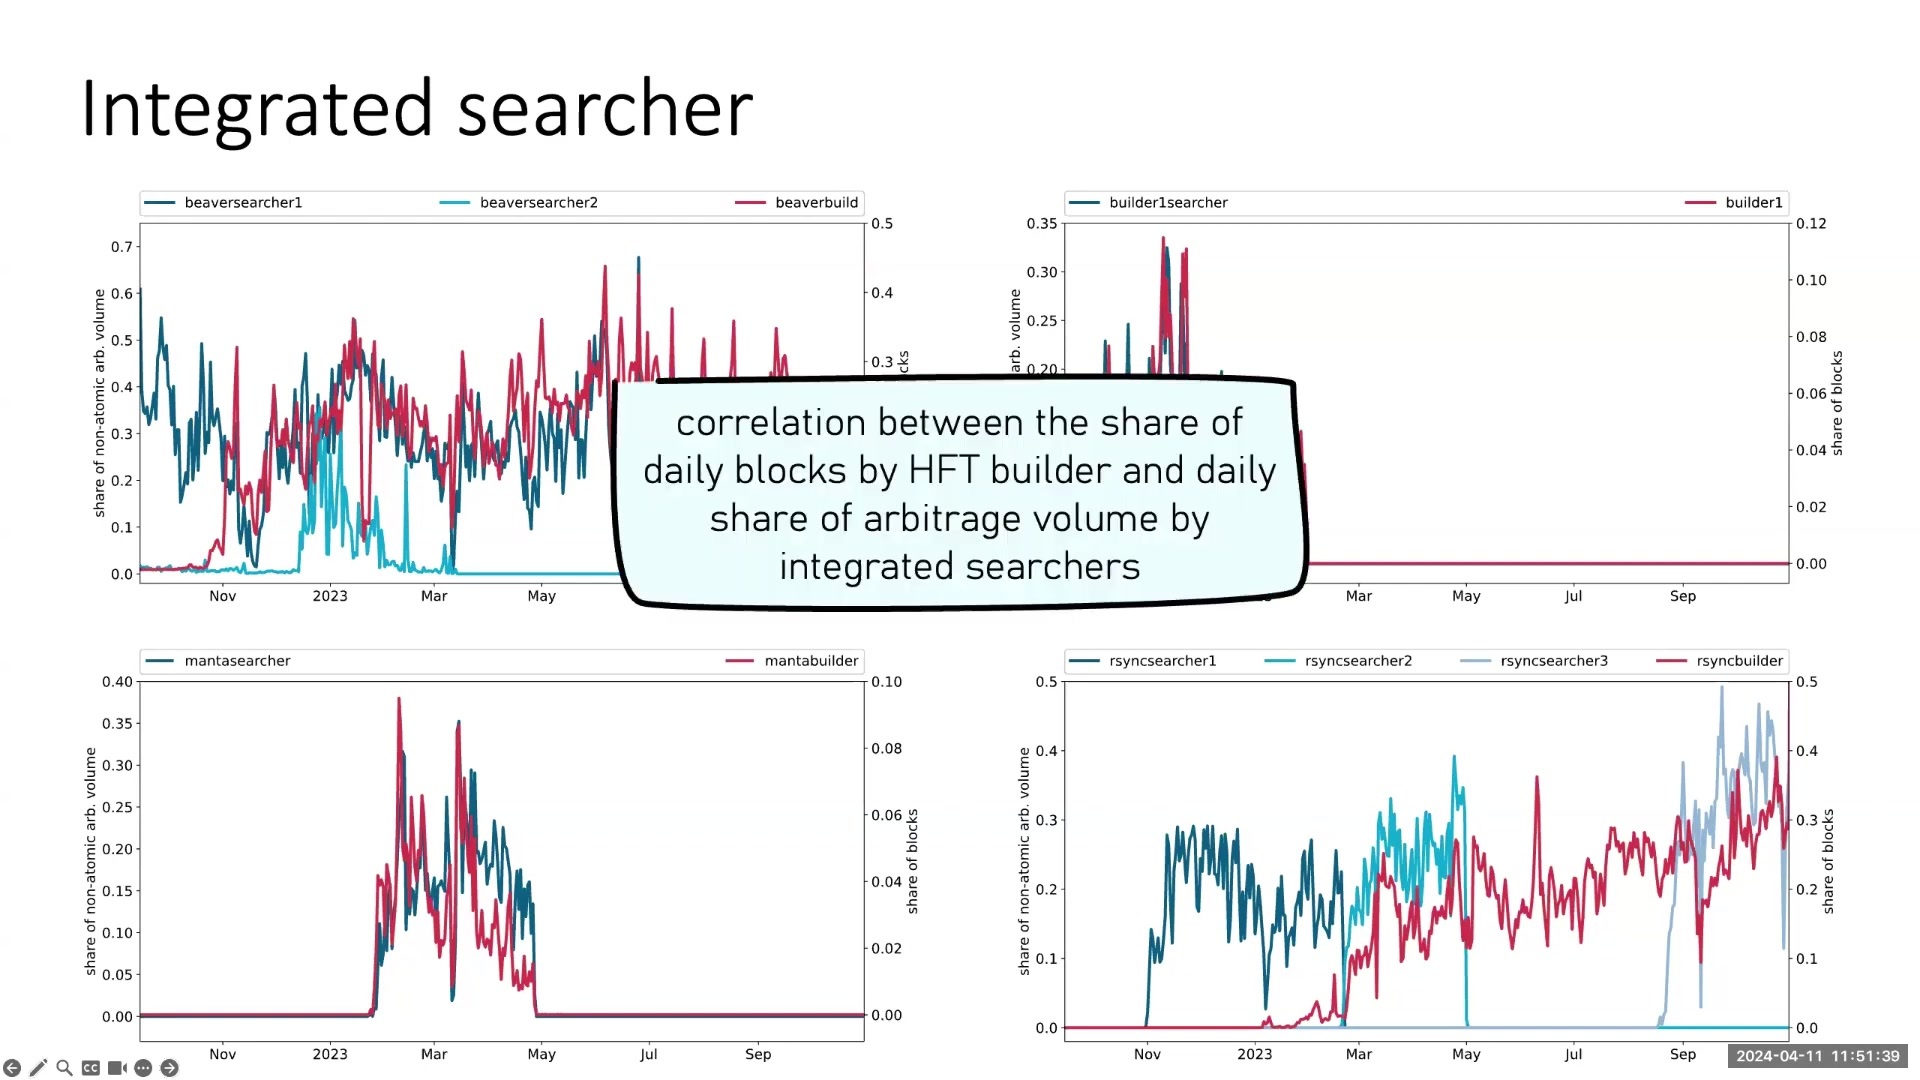 Integrated searcher
beaversearcher1 beaversearcher2 beaverbuild
share of non-atomic arb. volume
0.7
0.6
0.5
0.4
0.3
0.2
0.1
0.0
0.5
0.4
0.3
cks
Nov 2023 Mar May
builder1searcher builder1
arb. volume
0.35
0.30
0.25
0.20
0.12
0.10
0.08
0.06
0.04
0.02
0.00
share of blocks
Mar May Jul Sep
correlation between the share of
daily blocks by HFT builder and daily
share of arbitrage volume by
integrated searchers
mantasearcher mantabuilder
share of non-atomic arb. volume
0.40
0.35
0.30
0.25
0.20
0.15
0.10
0.05
0.00
0.10
0.08
0.06
0.04
0.02
0.00
share of blocks
Nov 2023 Mar May Jul Sep
rsyncsearcher1 rsyncsearcher2 rsyncsearcher3 rsyncbuilder
share of non-atomic arb. volume
0.5
0.4
0.3
0.2
0.1
0.0
0.5
0.4
0.3
0.2
0.1
0.0
share of blocks
Nov 2023 Mar May Jul Sep
CC
2024-04-11 11:51:39